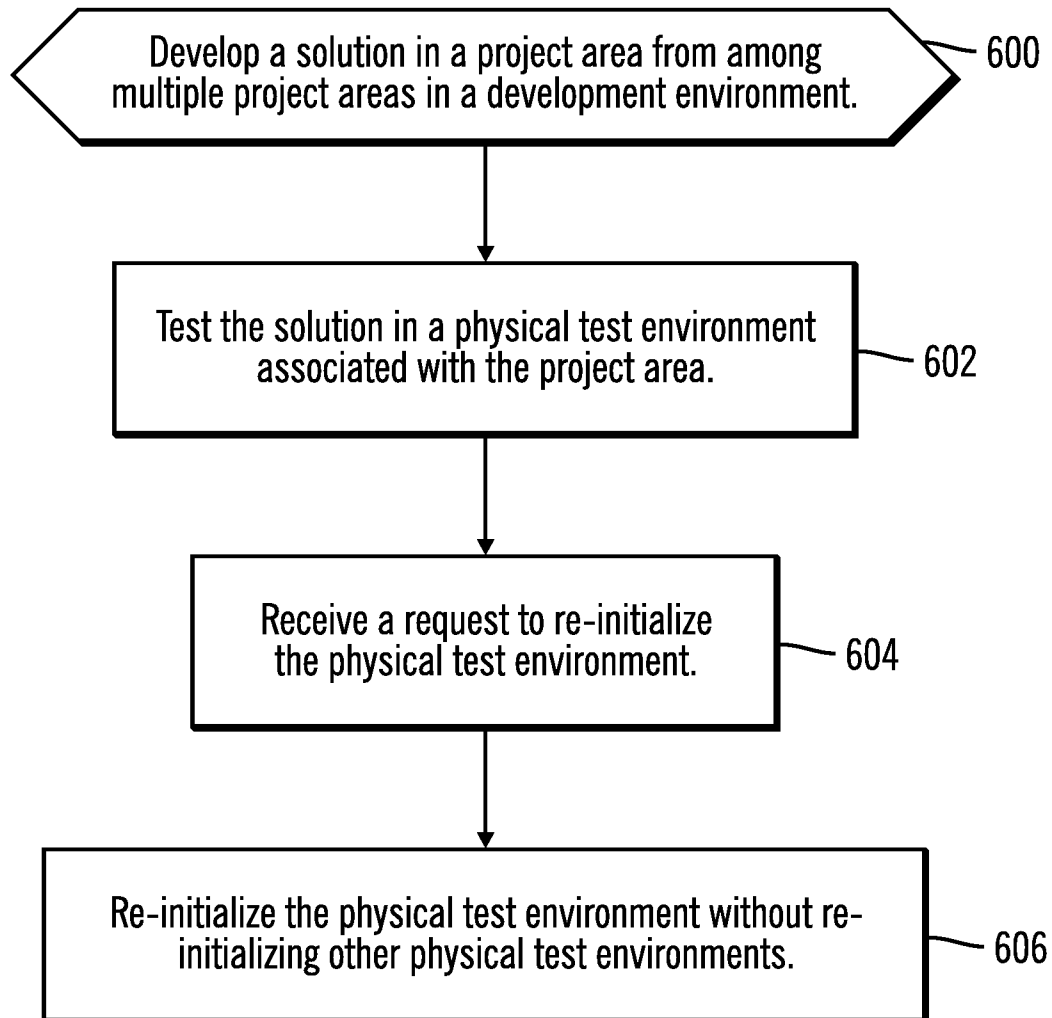 Develop a solution in a project area from among
multiple project areas in a development environment.
600
Test the solution in a physical test environment
associated with the project area.
602
Receive a request to re-initialize
the physical test environment.
604
Re-initialize the physical test environment without re-
initializing other physical test environments.
606